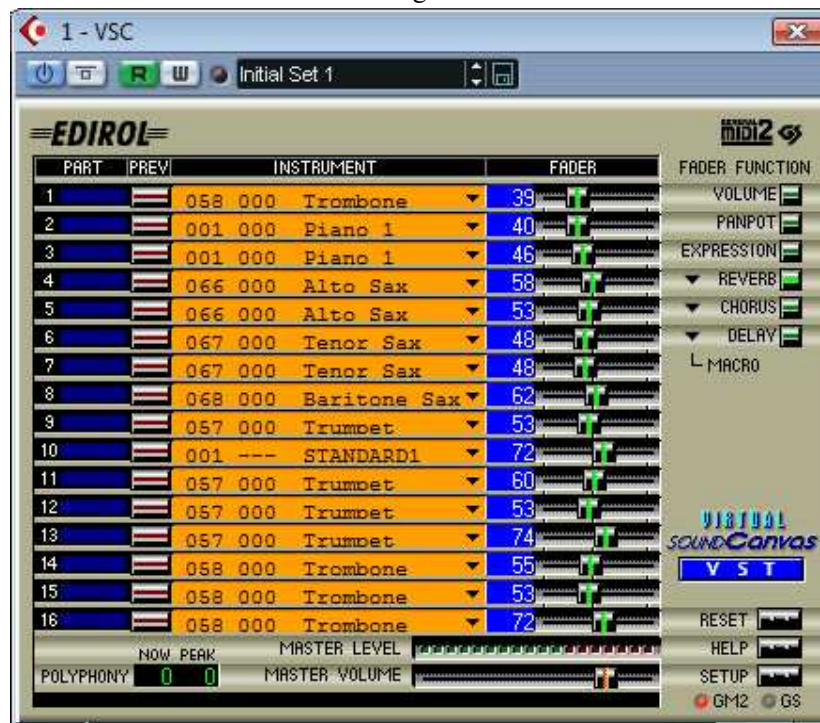 1 - VSC
R W Initial Set 1
EDIROL GENERAL MIDI2 GS
PART PREV INSTRUMENT FADER FADER FUNCTION
1 058 000 Trombone 39 VOLUME
2 001 000 Piano 1 40 PANPOT
3 001 000 Piano 1 46 EXPRESSION
4 066 000 Alto Sax 58 REVERB
5 066 000 Alto Sax 53 CHORUS
6 067 000 Tenor Sax 48 DELAY
7 067 000 Tenor Sax 48 MACRO
8 068 000 Baritone Sax 62
9 057 000 Trumpet 53
10 001 --- STANDARD1 72
11 057 000 Trumpet 60
12 057 000 Trumpet 53 VIRTUAL
13 057 000 Trumpet 74 SOUND Canvas
14 058 000 Trombone 55 VST
15 058 000 Trombone 53
16 058 000 Trombone 72 RESET
NOW PEAK MASTER LEVEL HELP
POLYPHONY 0 0 MASTER VOLUME SETUP
GM2 GS